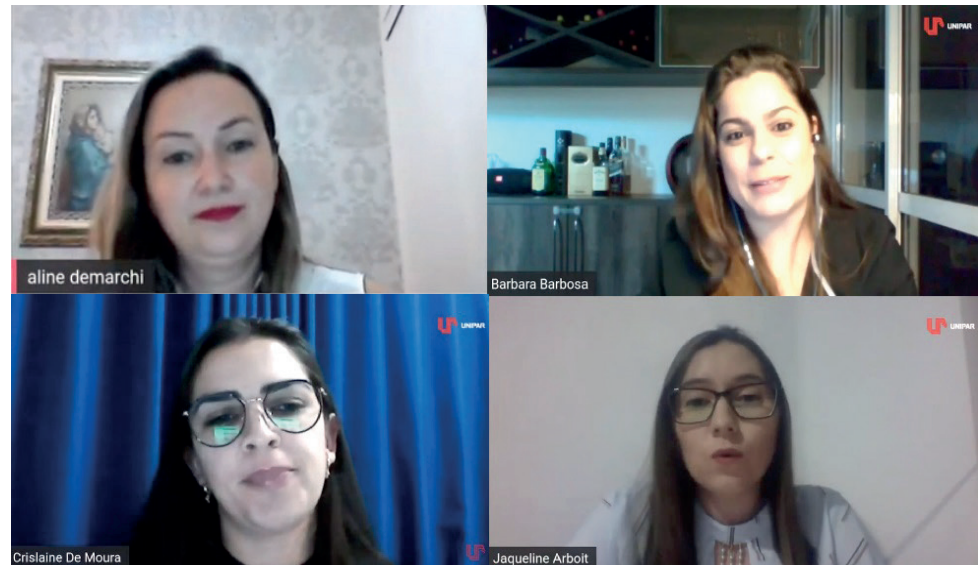 aline demarchi
UNIPAR
Barbara Barbosa
UNIPAR
Crislaine De Moura
UNIPAR
Jaqueline Arboit